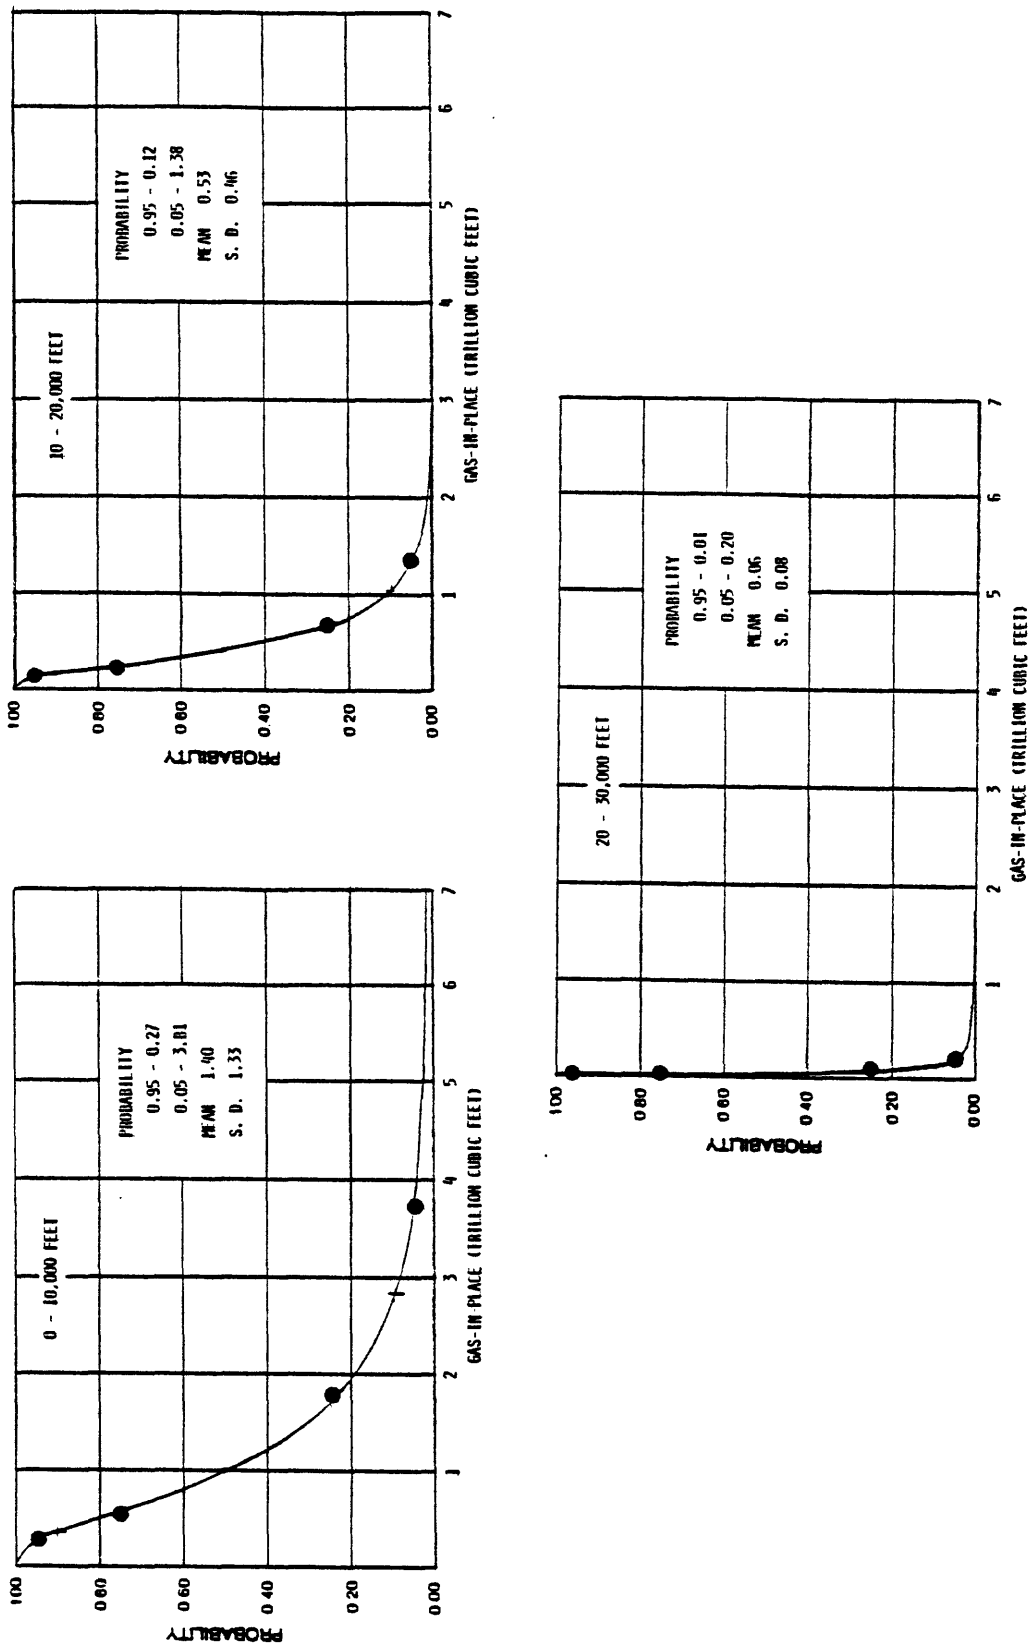 0 - 10,000 FEET
PROBABILITY
0.95 - 0.27
0.05 - 3.81
MEAN 1.40
S. D. 1.33
PROBABILITY
1.00
0.80
0.60
0.40
0.20
0.00
1 2 3 4 5 6 7
GAS-IN-PLACE (TRILLION CUBIC FEET)
10 - 20,000 FEET
PROBABILITY
0.95 - 0.12
0.05 - 1.38
MEAN 0.53
S. D. 0.46
PROBABILITY
1.00
0.80
0.60
0.40
0.20
0.00
1 2 3 4 5 6 7
GAS-IN-PLACE (TRILLION CUBIC FEET)
20 - 30,000 FEET
PROBABILITY
0.95 - 0.01
0.05 - 0.20
MEAN 0.06
S. D. 0.08
PROBABILITY
1.00
0.80
0.60
0.40
0.20
0.00
1 2 3 4 5 6 7
GAS-IN-PLACE (TRILLION CUBIC FEET)